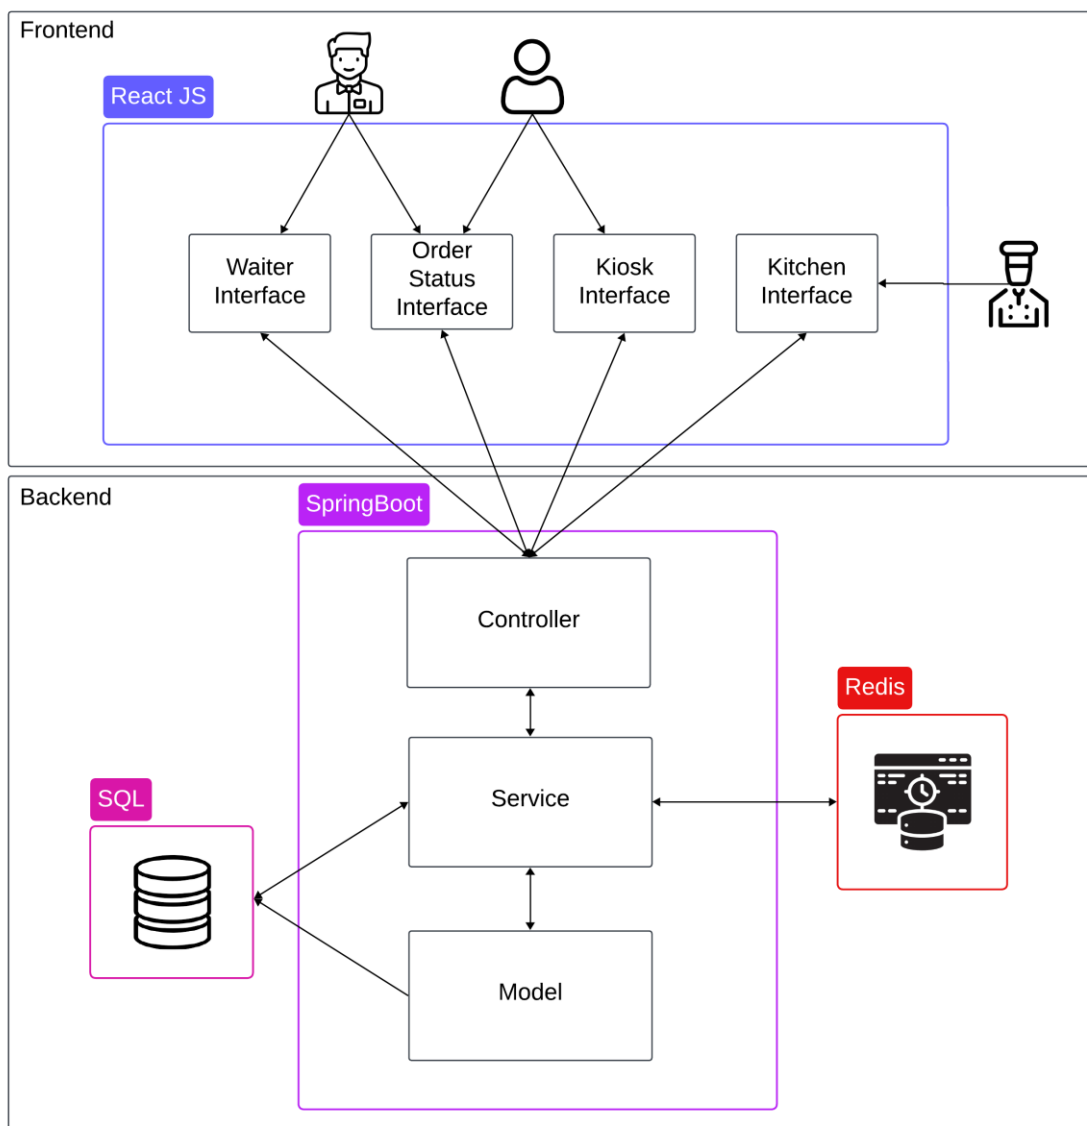 Frontend
React JS
Waiter
Interface
Order
Status
Interface
Kiosk
Interface
Kitchen
Interface
Backend
SpringBoot
Controller
Redis
Service
SQL
Model